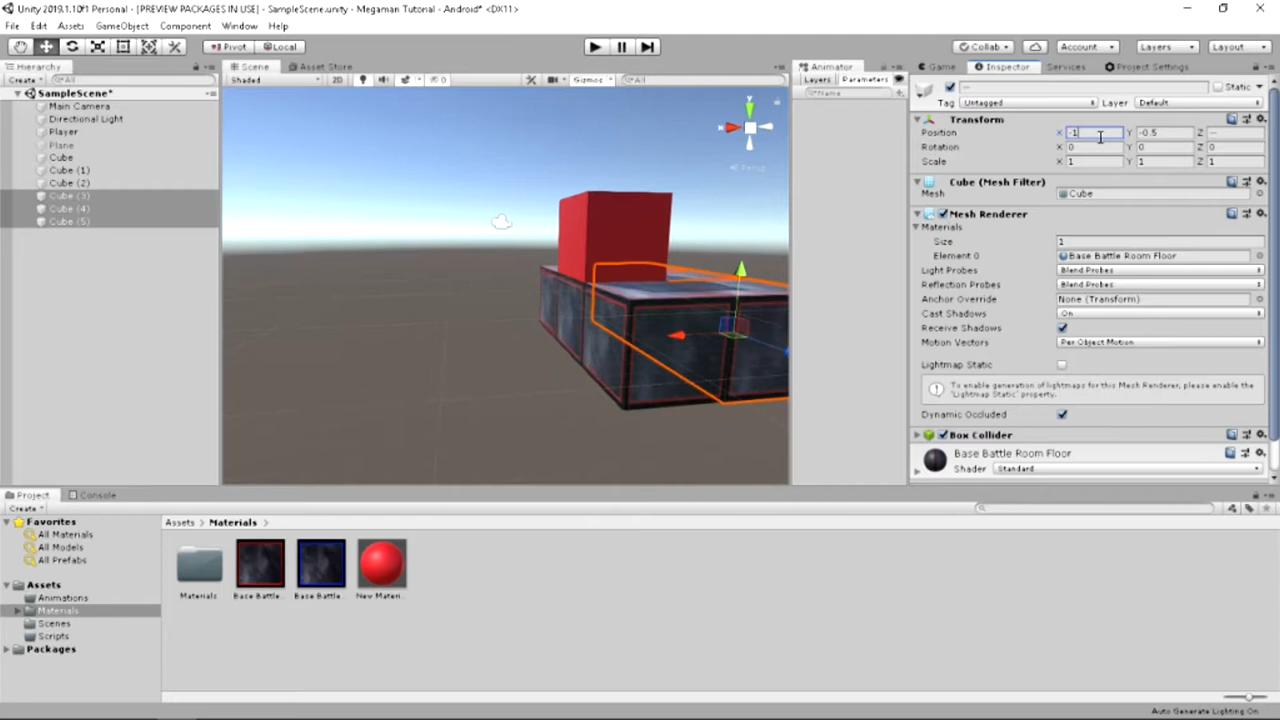 Unity 2019.1.10f1 Personal - [PREVIEW PACKAGES IN USE] - SampleScene.unity - Megaman Tutorial - Android* <DX11>
File Edit Assets GameObject Component Window Help
Pivot Local Collab Account Layers Layout
Hierarchy Scene Asset Store Animator Game Inspector Services Project Settings
Create All Shaded 2D 0 Gizmos All Layers Parameters Static
Name
SampleScene*
Tag Untagged Layer Default
Main Camera
Directional Light
Player
Plane
Cube
Cube (1)
Cube (2)
Cube (3)
Cube (4)
Cube (5)
y
x
Persp
Transform
Position X -1 Y -0.5 Z —
Rotation X 0 Y 0 Z 0
Scale X 1 Y 1 Z 1
Cube (Mesh Filter)
Mesh Cube
Mesh Renderer
Materials
Size 1
Element 0 Base Battle Room Floor
Light Probes Blend Probes
Reflection Probes Blend Probes
Anchor Override None (Transform)
Cast Shadows On
Receive Shadows
Motion Vectors Per Object Motion
Lightmap Static
To enable generation of lightmaps for this Mesh Renderer, please enable the
'Lightmap Static' property.
Dynamic Occluded
Box Collider
Base Battle Room Floor
Shader Standard
Project Console
Create
Favorites
All Materials
All Models
All Prefabs
Assets
Animations
Materials
Scenes
Scripts
Packages
Assets > Materials >
Materials Base Battle... Base Battle... New Materi...
Auto Generate Lighting On